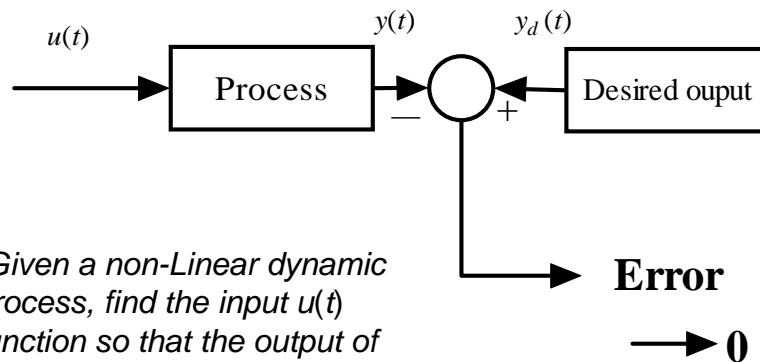 u(t) y(t) y_d(t)
Process Desired ouput
— +
Given a non-Linear dynamic
process, find the input u(t)
function so that the output of
Error
0